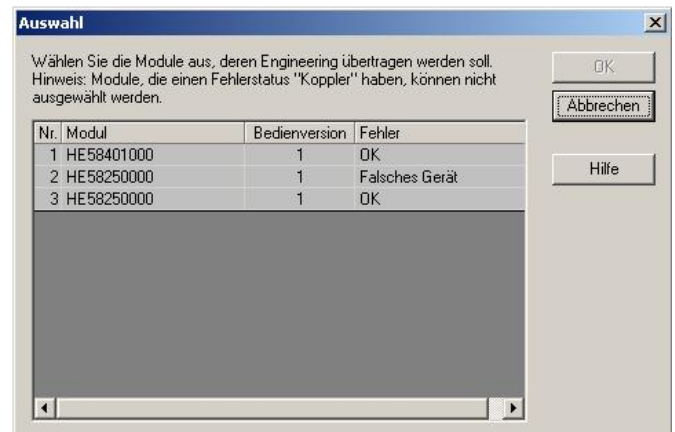 Auswahl
Wählen Sie die Module aus, deren Engineering übertragen werden soll.
Hinweis: Module, die einen Fehlerstatus "Koppler" haben, können nicht
ausgewählt werden.
OK
Abbrechen
Hilfe
Nr. Modul Bedienversion Fehler
1 HE58401000 1 OK
2 HE58250000 1 Falsches Gerät
3 HE58250000 1 OK